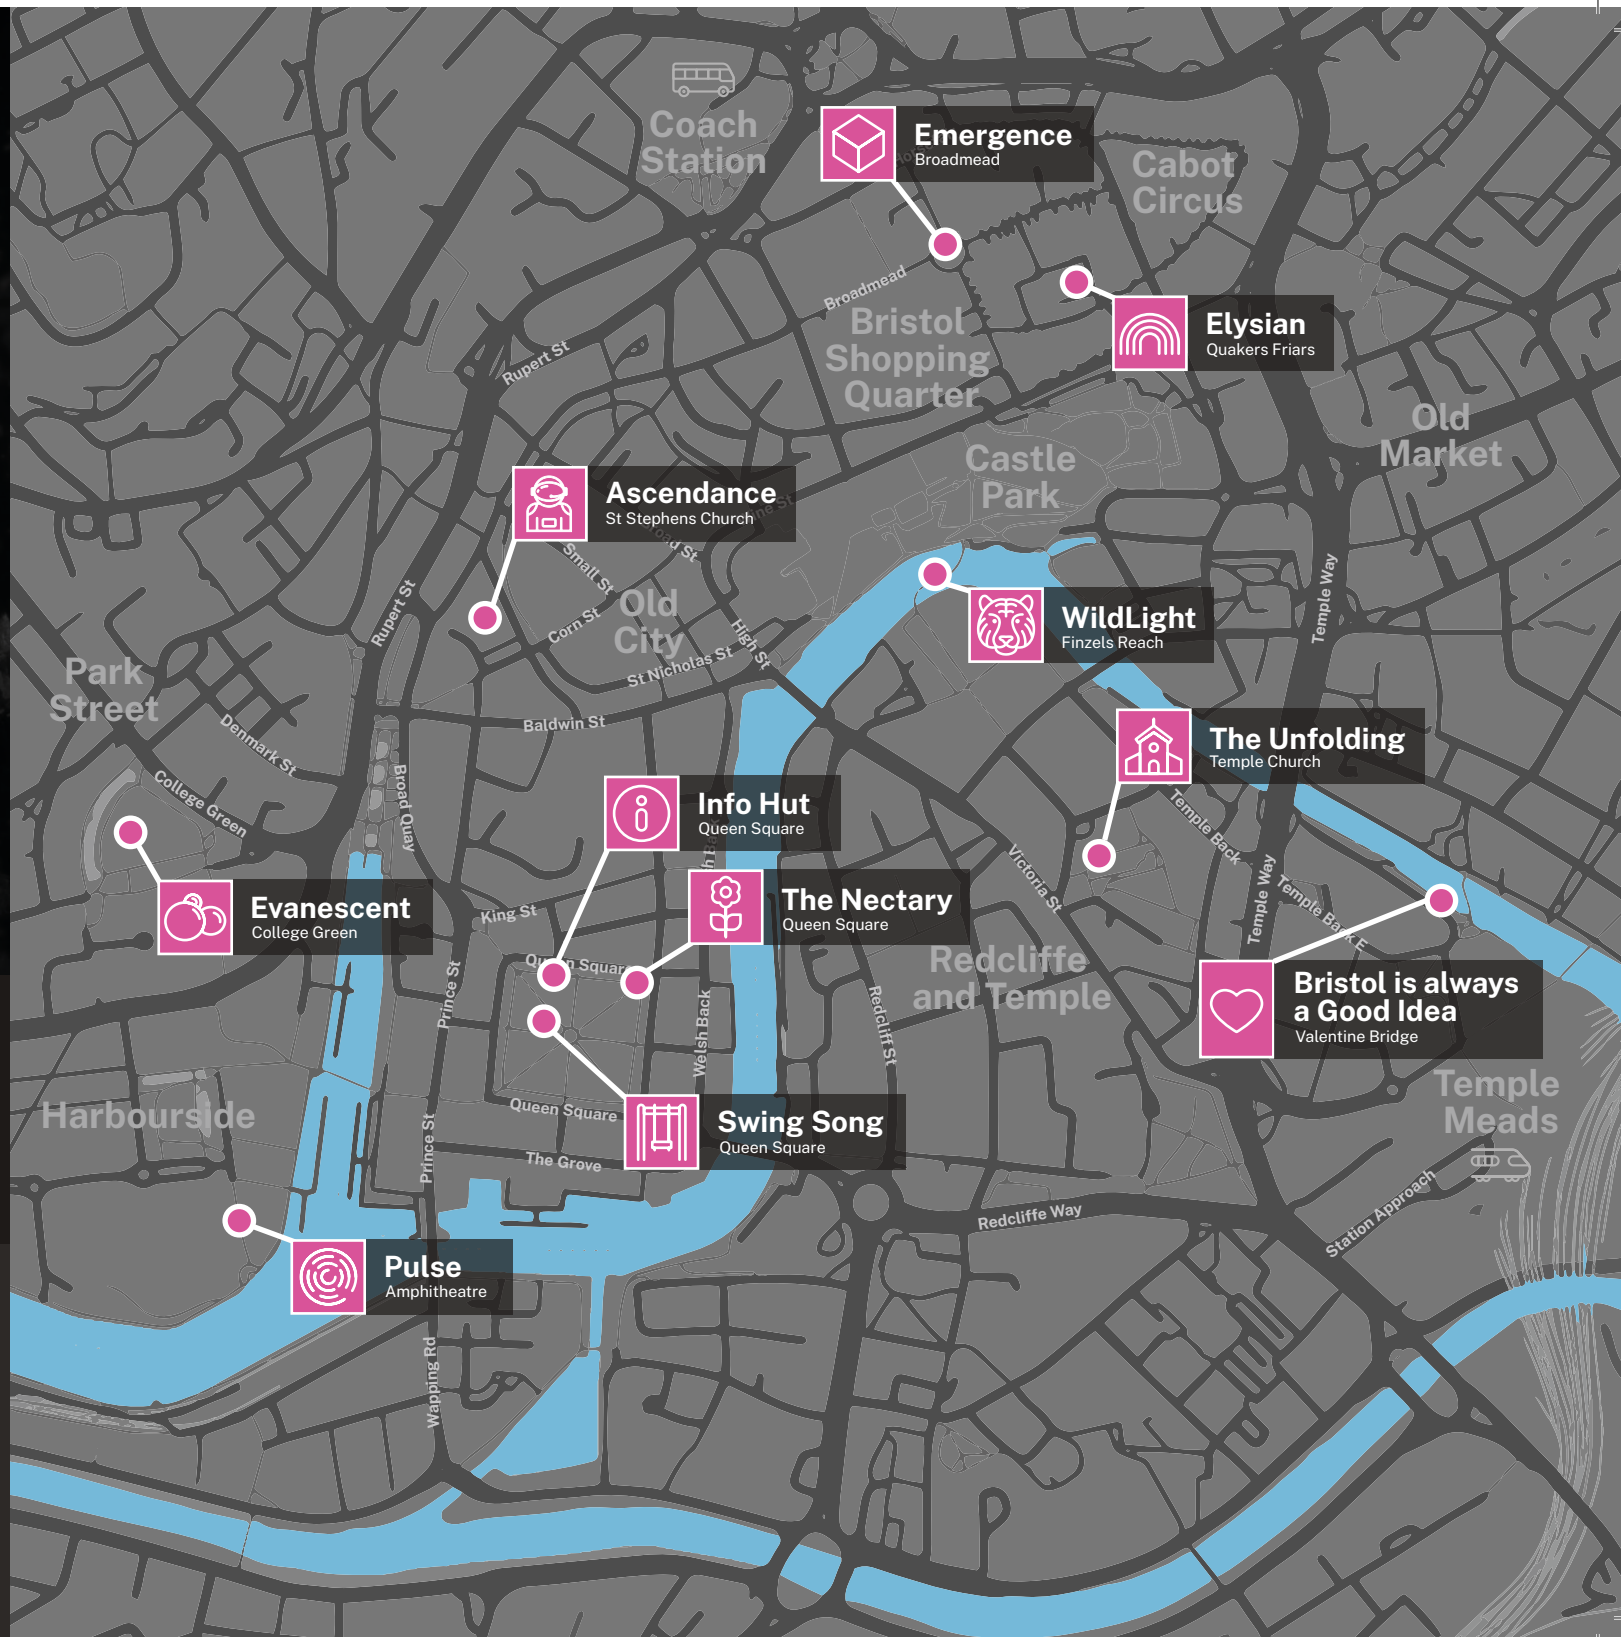 Coach
Station
Emergence
Broadmead
Cabot
Circus
Broadmead
Bristol
Shopping
Quarter
Elysian
Quakers Friars
Rupert St
Old
Market
Castle
Park
Ascendance
St Stephens Church
Small St
Corn St
Old
City
High St
St Nicholas St
Rupert St
Baldwin St
WildLight
Finzels Reach
Temple Way
Park
Street
Denmark St
College Green
Broad Quay
The Unfolding
Temple Church
Temple Back
Info Hut
Queen Square
Evanescent
College Green
King St
The Nectary
Queen Square
Victoria St
Temple Way
Temple Back E
Redcliffe
and Temple
Queen Square
Prince St
Welsh Back
Redcliff St
Bristol is always
a Good Idea
Valentine Bridge
Temple
Meads
Harbourside
Queen Square
Swing Song
Queen Square
Prince St
The Grove
Pulse
Amphitheatre
Redcliffe Way
Station Approach
Wapping Rd